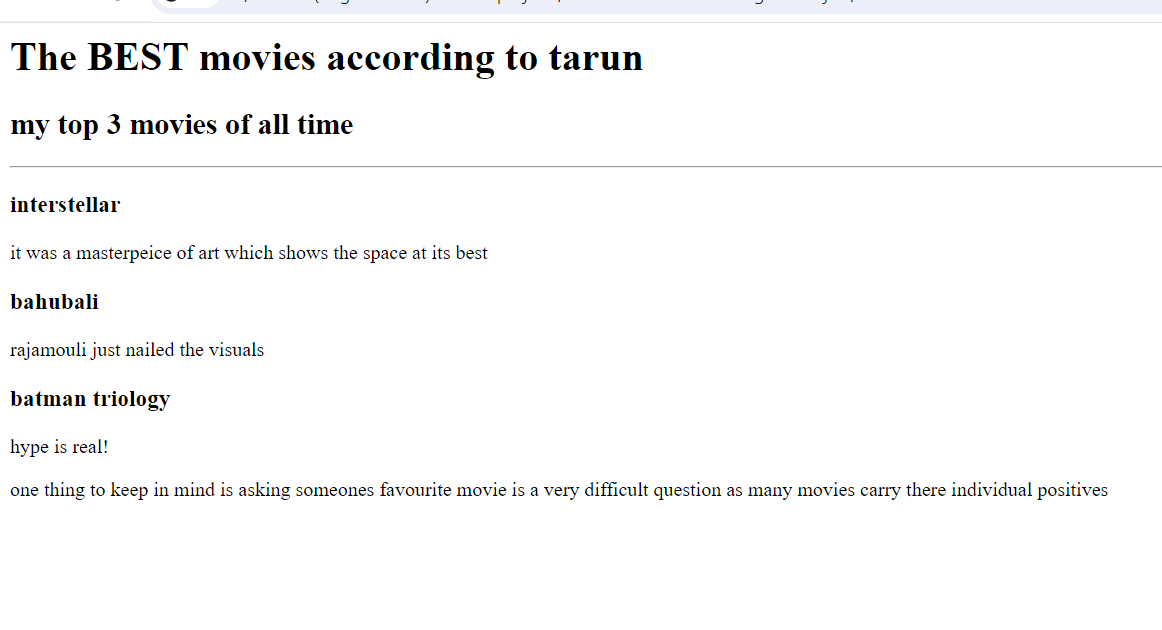 The BEST movies according to tarun
my top 3 movies of all time
interstellar
it was a masterpeice of art which shows the space at its best
bahubali
rajamouli just nailed the visuals
batman triology
hype is real!
one thing to keep in mind is asking someones favourite movie is a very difficult question as many movies carry there individual positives